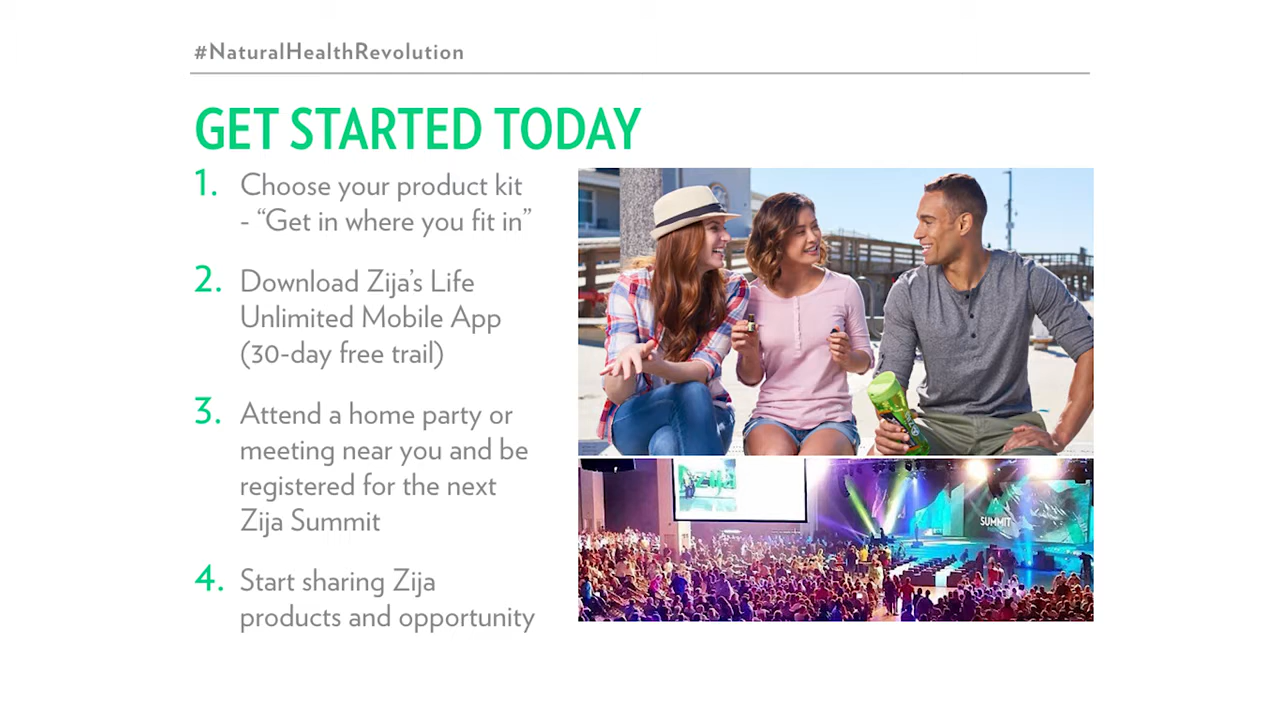 #NaturalHealthRevolution
GET STARTED TODAY
1. Choose your product kit
- “Get in where you fit in”
2. Download Zija’s Life
Unlimited Mobile App
(30-day free trail)
3. Attend a home party or
meeting near you and be
registered for the next
Zija Summit
4. Start sharing Zija
products and opportunity
SUMMIT